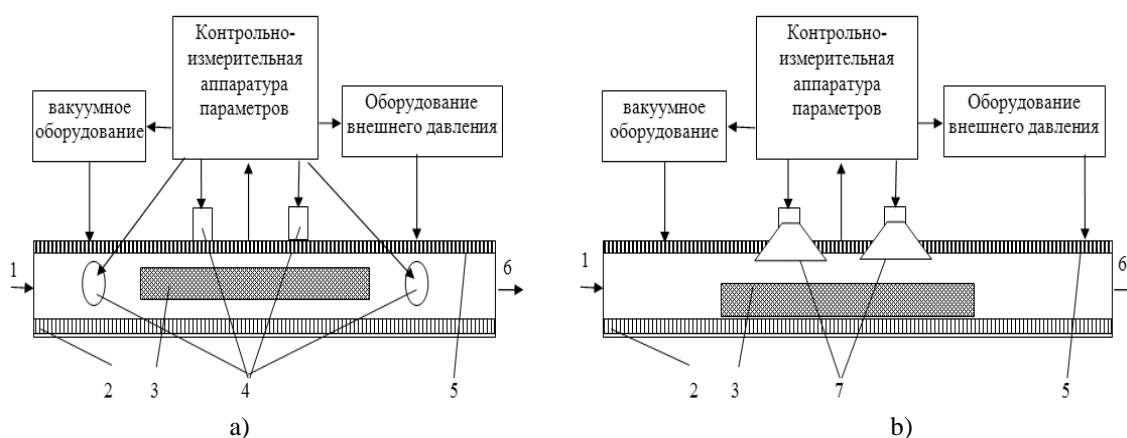 Контрольно-
измерительная
аппаратура
параметров
вакуумное
оборудование
Оборудование
внешнего давления
1
6
2
3
4
5
a)
Контрольно-
измерительная
аппаратура
параметров
вакуумное
оборудование
Оборудование
внешнего давления
1
6
2
3
7
5
b)